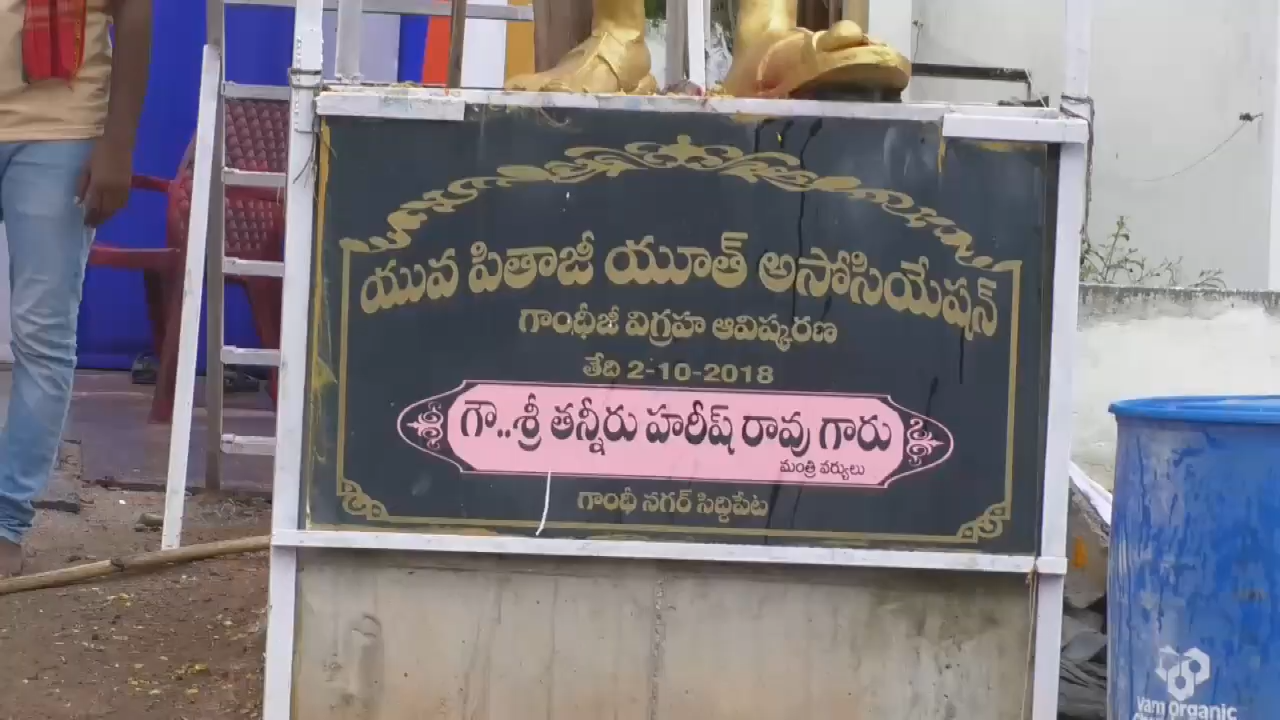 యువ పితాజీ యూత్ అసోసియేషన్
గాంధీజీ విగ్రహ ఆవిష్కరణ
తేది 2-10-2018
గౌ..శ్రీ తన్నీరు హరీష్ రావు గారు
మంత్రి వర్యులు
గాంధీ నగర్ సిద్దిపేట
Vam Organic